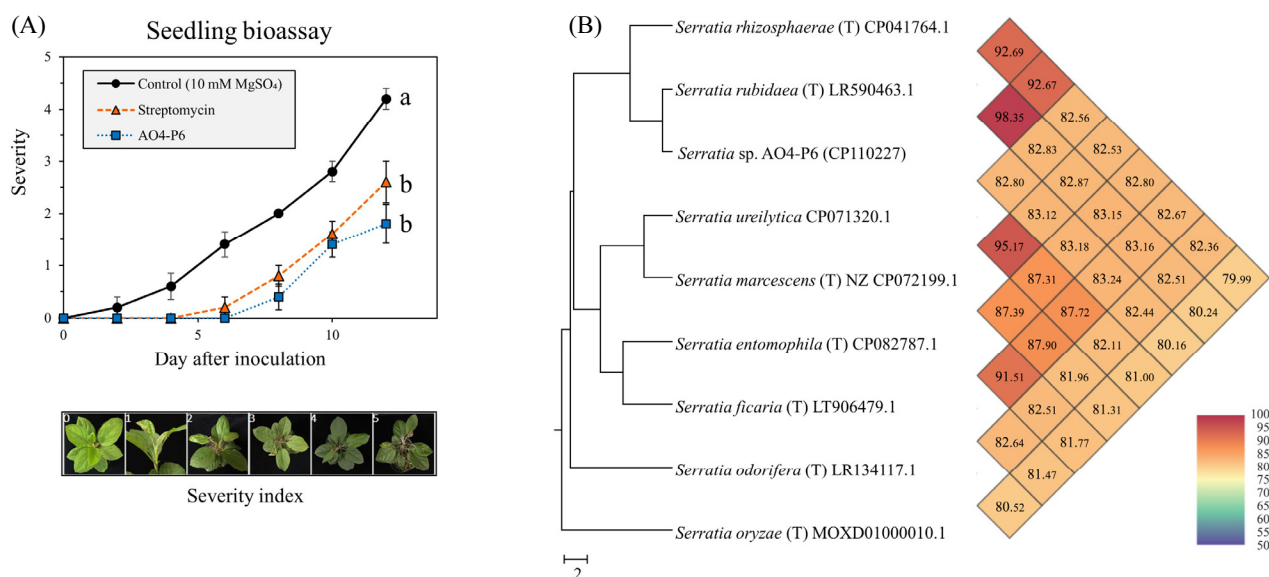 (A)
Seedling bioassay
5
4
3
2
1
0
Severity
Control (10 mM MgSO₄)
Streptomycin
AO4-P6
a
b
b
0 5 10
Day after inoculation
0 1 2 3 4 5
Severity index
(B)
Serratia rhizosphaerae (T) CP041764.1
Serratia rubidaea (T) LR590463.1
Serratia sp. AO4-P6 (CP110227)
Serratia ureilytica CP071320.1
Serratia marcescens (T) NZ CP072199.1
Serratia entomophila (T) CP082787.1
Serratia ficaria (T) LT906479.1
Serratia odorifera (T) LR134117.1
Serratia oryzae (T) MOXD01000010.1
2
92.69
92.67
98.35 82.56
82.83 82.53
82.80 82.87 82.80
83.12 83.15 82.67
95.17 83.18 83.16 82.36
87.31 83.24 82.51 79.99
87.39 87.72 82.44 80.24
87.90 82.11 80.16
91.51 81.96 81.00
82.51 81.31
82.64 81.77
81.47
80.52
100
95
90
85
80
75
70
65
60
55
50